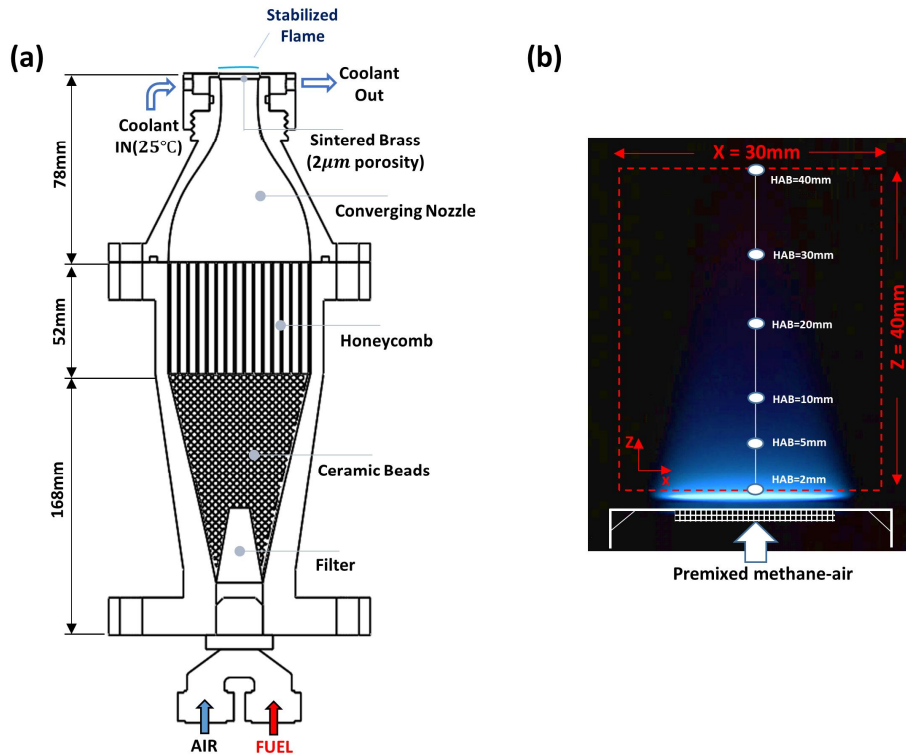 (a)
Stabilized
Flame
Coolant
IN(25℃)
Coolant
Out
Sintered Brass
(2μm porosity)
Converging Nozzle
Honeycomb
Ceramic Beads
Filter
78mm
52mm
168mm
AIR
FUEL
(b)
X = 30mm
Z = 40mm
HAB=40mm
HAB=30mm
HAB=20mm
HAB=10mm
HAB=5mm
HAB=2mm
Z
X
Premixed methane-air